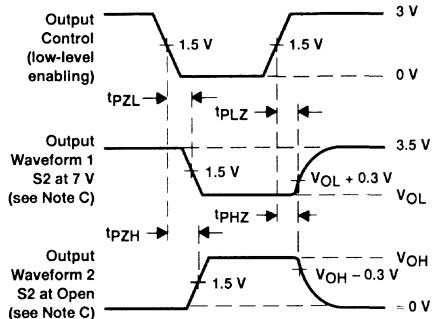 Output
Control
(low-level
enabling)
3 V
1.5 V
1.5 V
0 V
tPZL
tPLZ
Output
Waveform 1
S2 at 7 V
(see Note C)
3.5 V
1.5 V
VOL + 0.3 V
VOL
tPHZ
tPZH
Output
Waveform 2
S2 at Open
(see Note C)
VOH
1.5 V
VOH − 0.3 V
≈ 0 V